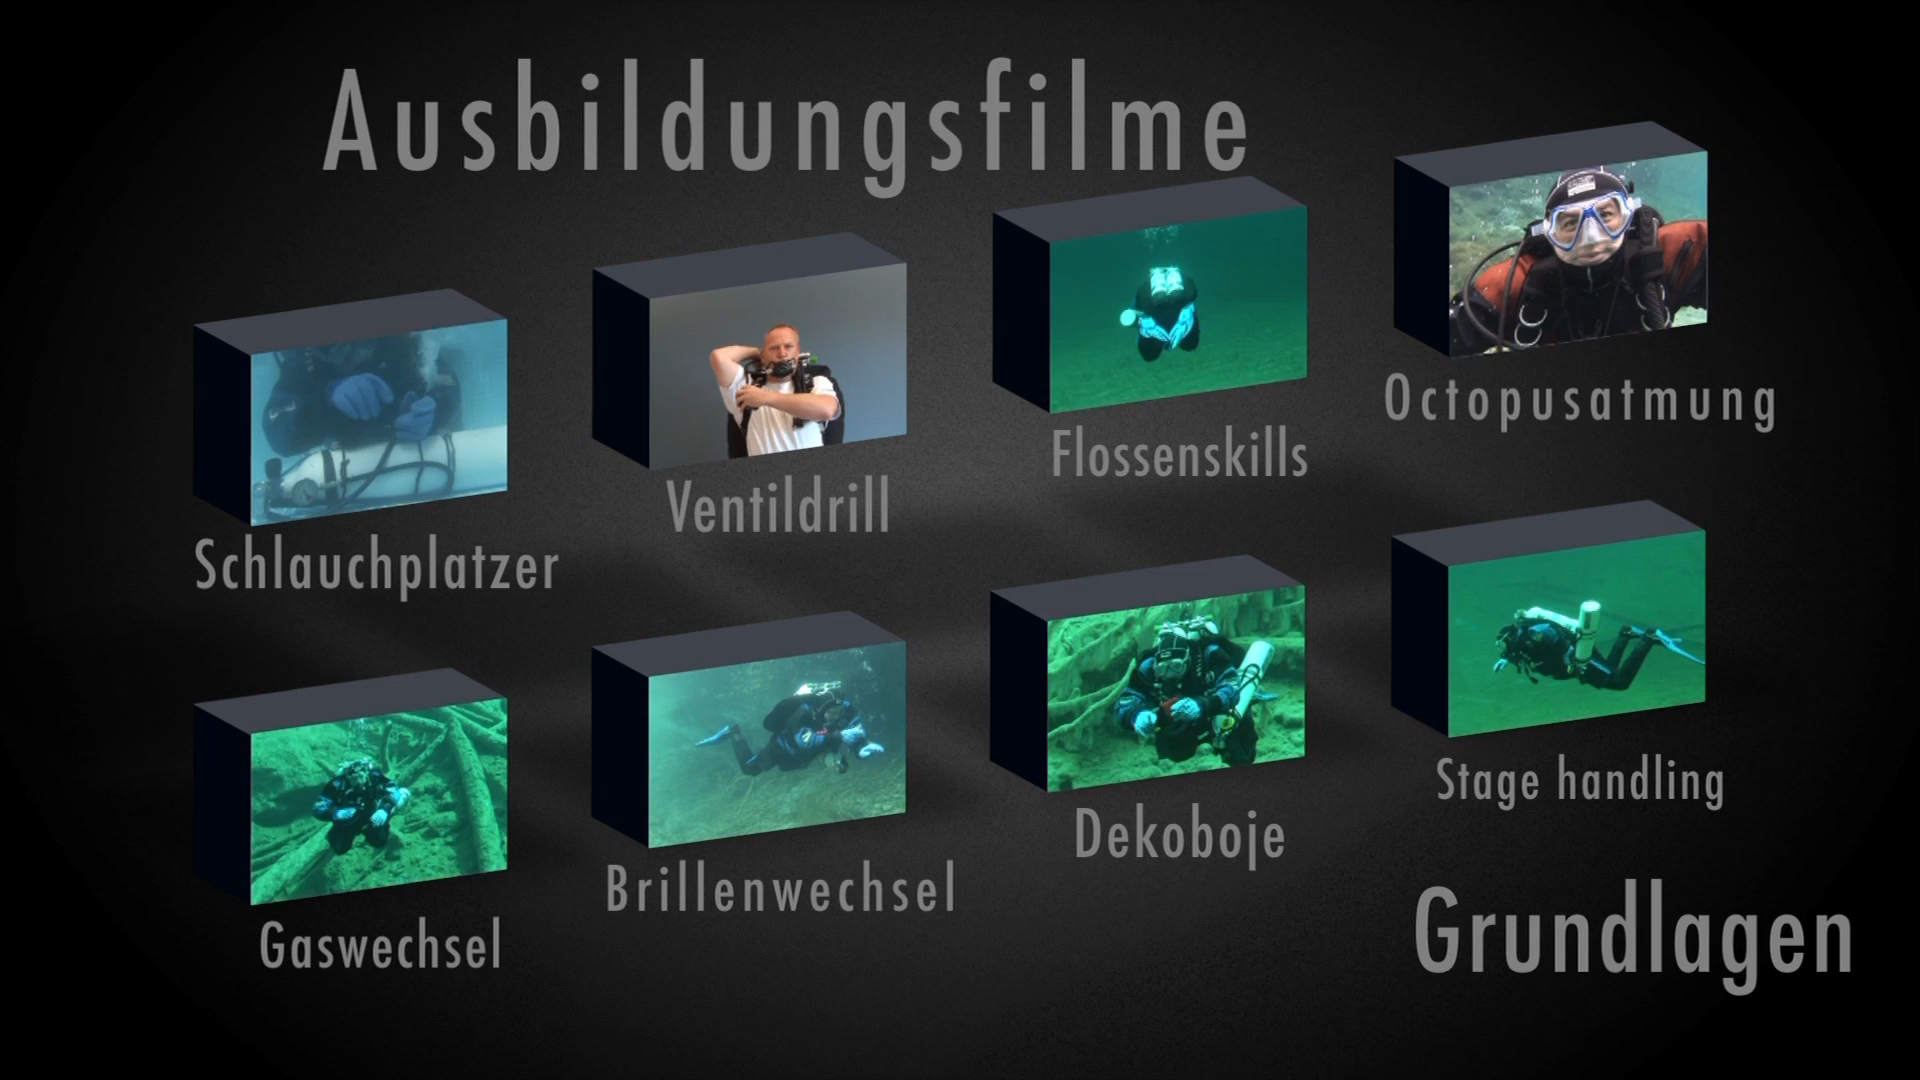 Ausbildungsfilme
Schlauchplatzer
Ventildrill
Flossenskills
Octopusatmung
Gaswechsel
Brillenwechsel
Dekoboje
Stage handling
Grundlagen